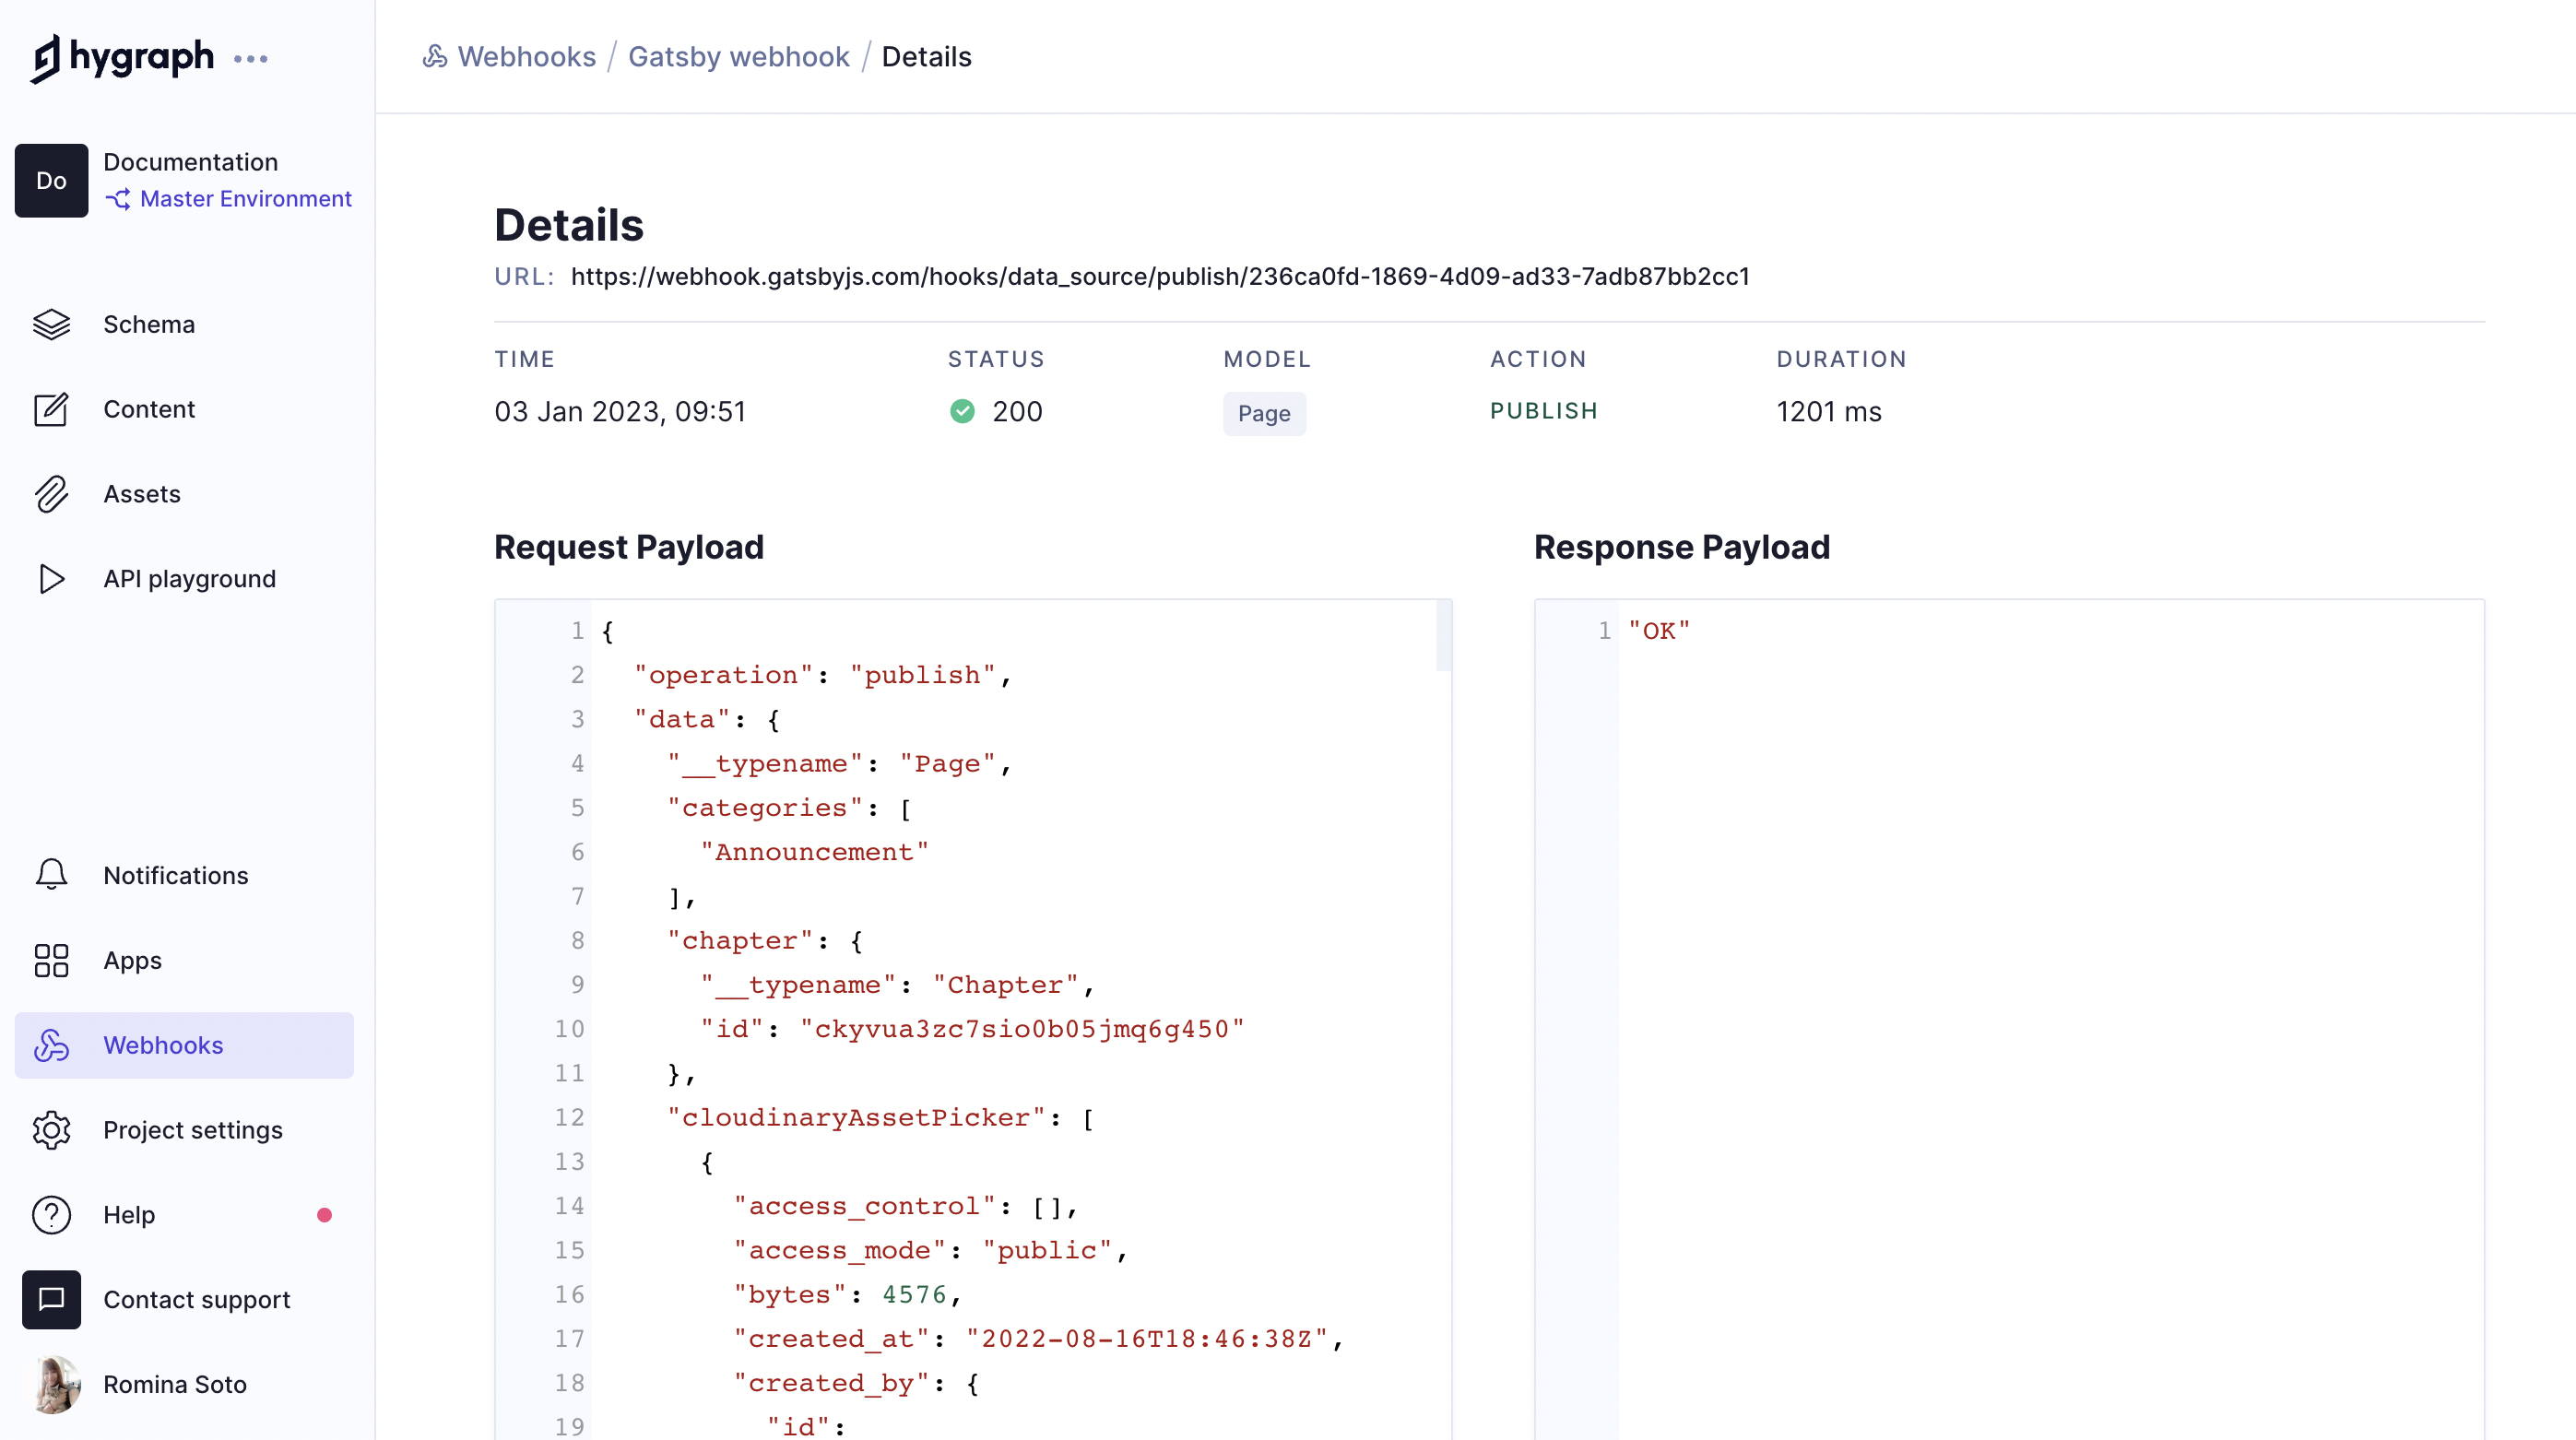 hygraph
Webhooks / Gatsby webhook / Details
Do
Documentation
Master Environment
Schema
Content
Assets
API playground
Notifications
Apps
Webhooks
Project settings
Help
Contact support
Romina Soto
Details
URL: https://webhook.gatsbyjs.com/hooks/data_source/publish/236ca0fd-1869-4d09-ad33-7adb87bb2cc1
TIME STATUS MODEL ACTION DURATION
03 Jan 2023, 09:51 200 Page PUBLISH 1201 ms
Request Payload
1 {
2 "operation": "publish",
3 "data": {
4 "__typename": "Page",
5 "categories": [
6 "Announcement"
7 ],
8 "chapter": {
9 "__typename": "Chapter",
10 "id": "ckyvua3zc7sio0b05jmq6g450"
11 },
12 "cloudinaryAssetPicker": [
13 {
14 "access_control": [],
15 "access_mode": "public",
16 "bytes": 4576,
17 "created_at": "2022-08-16T18:46:38Z",
18 "created_by": {
19 "id":
Response Payload
1 "OK"